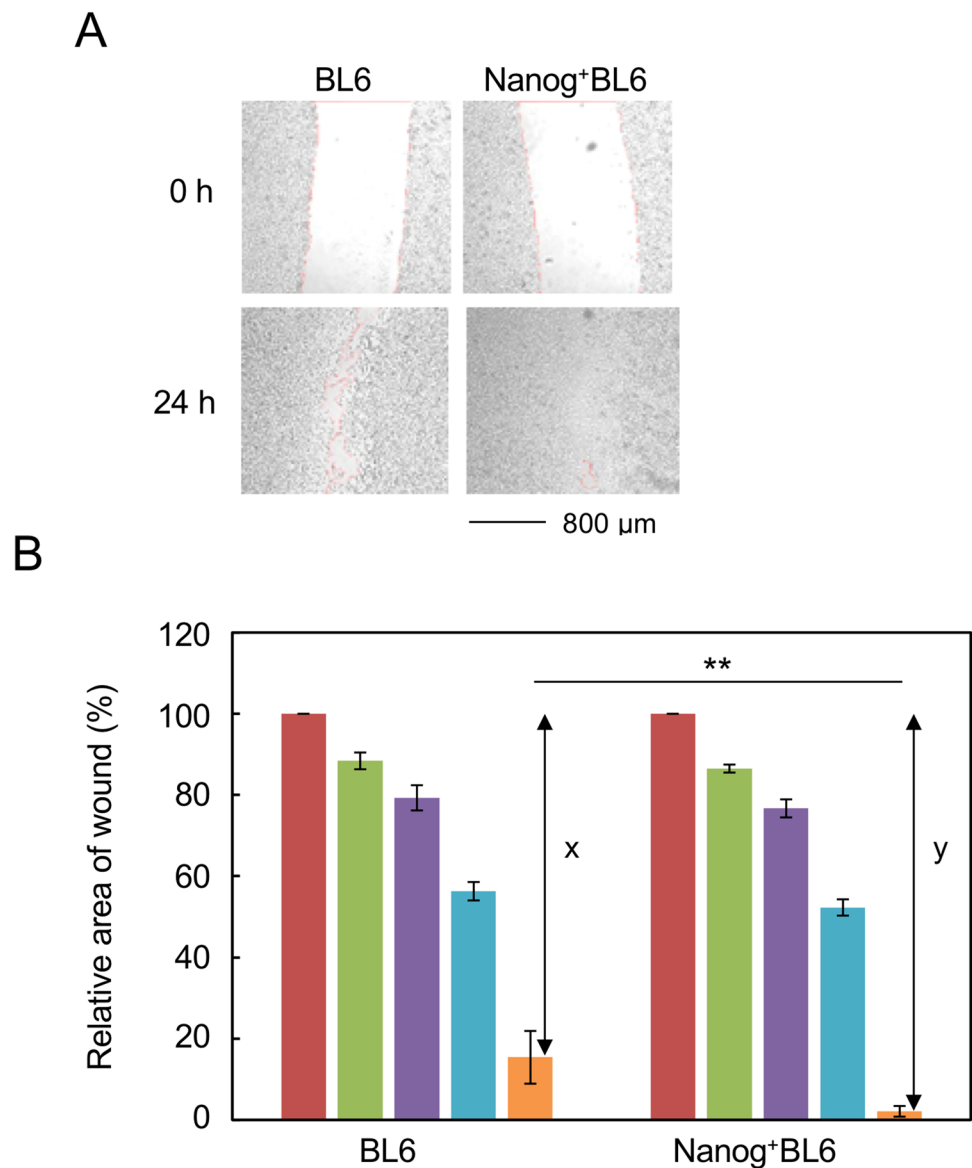 A
BL6
Nanog⁺BL6
0 h
24 h
800 µm
B
Relative area of wound (%)
120
100
80
60
40
20
0
**
x
y
BL6
Nanog⁺BL6